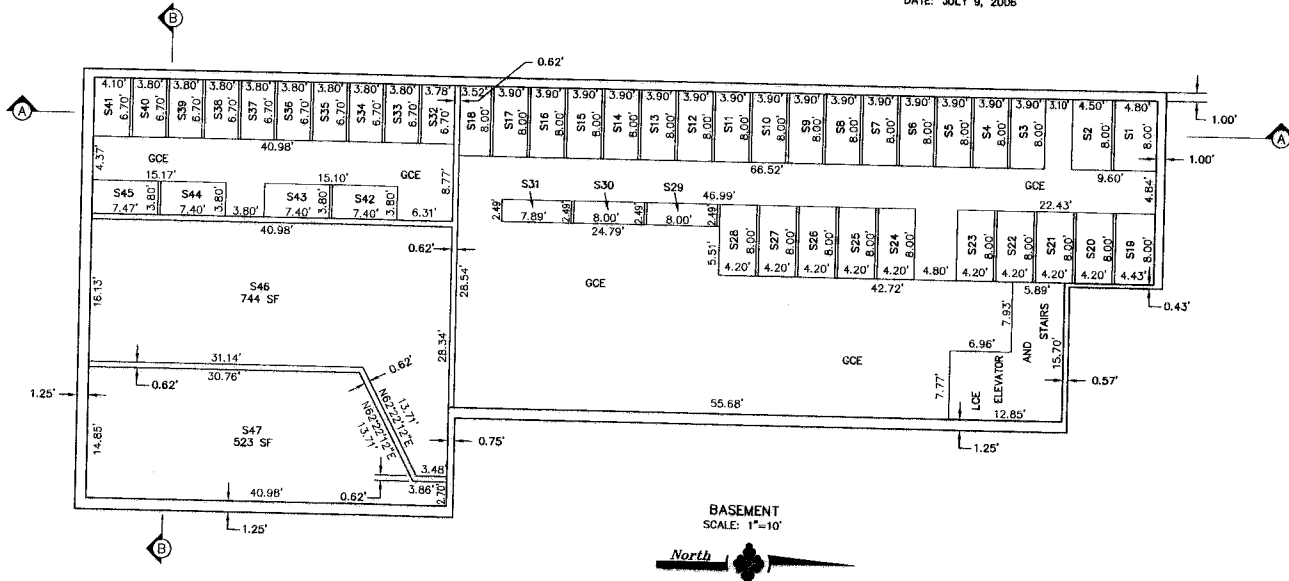 DATE: JULY 9, 2006
B
0.62'
4.10' 3.80' 3.80' 3.80' 3.80' 3.80' 3.80' 3.80' 3.80' 3.78' 3.52' 3.90' 3.90' 3.90' 3.90' 3.90' 3.90' 3.90' 3.90' 3.90' 3.90' 3.90' 3.90' 3.90' 3.90' 3.90' 3.10' 4.50' 4.80'
A
S41 6.70' S40 6.70' S39 6.70' S38 6.70' S37 6.70' S36 6.70' S35 6.70' S34 6.70' S33 6.70' S32 6.70' S18 8.00' S17 8.00' S16 8.00' S15 8.00' S14 8.00' S13 8.00' S12 8.00' S11 8.00' S10 8.00' S9 8.00' S8 8.00' S7 8.00' S6 8.00' S5 8.00' S4 8.00' S3 8.00' S2 8.00' S1 8.00'
1.00'
A
1.00'
40.98'
66.52'
9.60'
4.37'
GCE
GCE
8.77'
GCE
4.84'
15.17'
15.10'
S31 S30 S29 46.99'
22.43'
S45 3.80' S44 3.80' S43 3.80' S42 3.80'
7.47' 7.40' 3.80' 7.40' 7.40' 6.31'
2.49' 7.89' 2.49' 8.00' 2.49' 8.00' 2.49'
40.98'
24.79'
S28 8.00' S27 8.00' S26 8.00' S25 8.00' S24 8.00' S23 8.00' S22 8.00' S21 8.00' S20 8.00' S19 8.00'
0.62'
5.51'
4.20' 4.20' 4.20' 4.20' 4.20' 4.80' 4.20' 4.20' 4.20' 4.20' 4.43'
16.13'
S46
744 SF
28.54'
GCE
42.72'
5.89'
0.43'
28.34'
7.93'
STAIRS
AND
ELEVATOR
LCE
15.70'
31.14'
0.62'
GCE
6.96'
30.76'
0.62'
1.25'
13.71'
N62°22'12"E
N62°22'12"E
13.71'
7.77'
0.57'
55.68'
12.85'
14.85'
S47
523 SF
0.75'
1.25'
3.48'
40.98'
0.62'
3.86'
2.70'
1.25'
B
BASEMENT
SCALE: 1"=10'
North